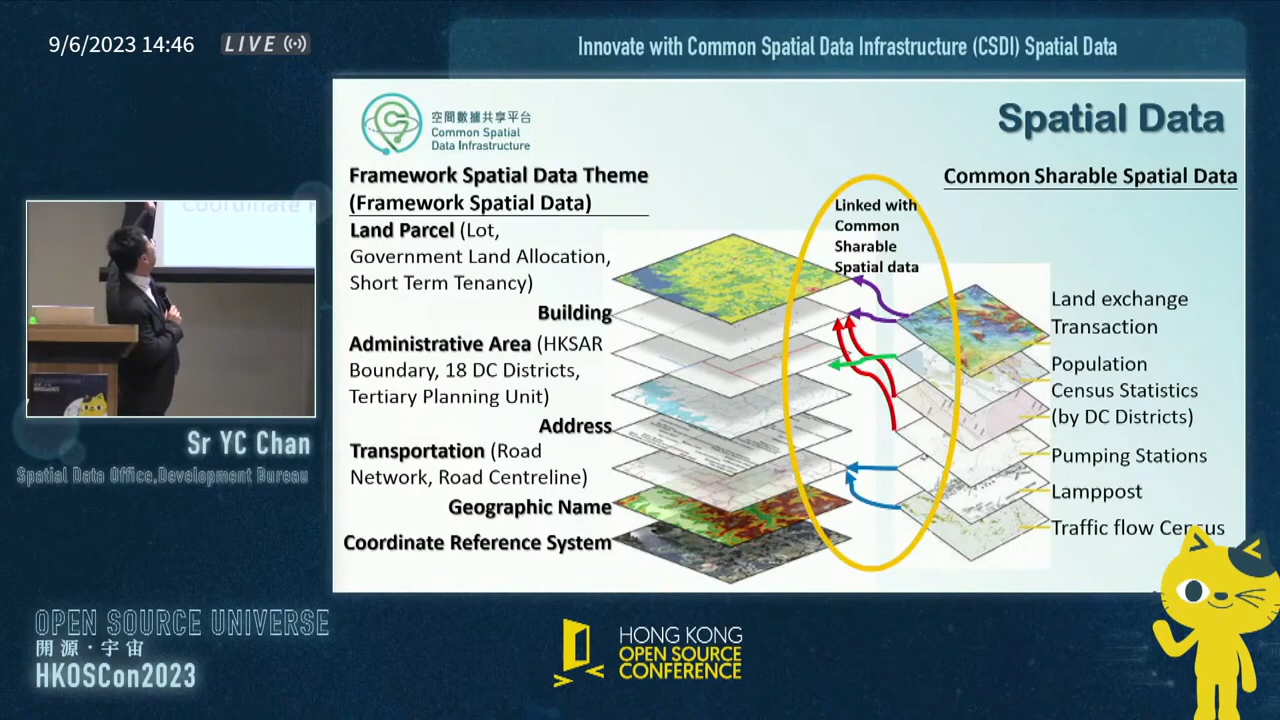 9/6/2023 14:46
LIVE
Innovate with Common Spatial Data Infrastructure (CSDI) Spatial Data
空間數據共享平台
Common Spatial
Data Infrastructure
Spatial Data
Framework Spatial Data Theme
(Framework Spatial Data)
Common Sharable Spatial Data
Land Parcel (Lot,
Government Land Allocation,
Short Term Tenancy)
Building
Administrative Area (HKSAR
Boundary, 18 DC Districts,
Tertiary Planning Unit)
Address
Transportation (Road
Network, Road Centreline)
Geographic Name
Coordinate Reference System
Linked with
Common
Sharable
Spatial data
Land exchange
Transaction
Population
Census Statistics
(by DC Districts)
Pumping Stations
Lamppost
Traffic flow Census
Coordinate
Sr YC Chan
Spatial Data Office,Development Bureau
OPEN SOURCE UNIVERSE
開源·宇宙
HKOSCon2023
HONG KONG
OPEN SOURCE
CONFERENCE